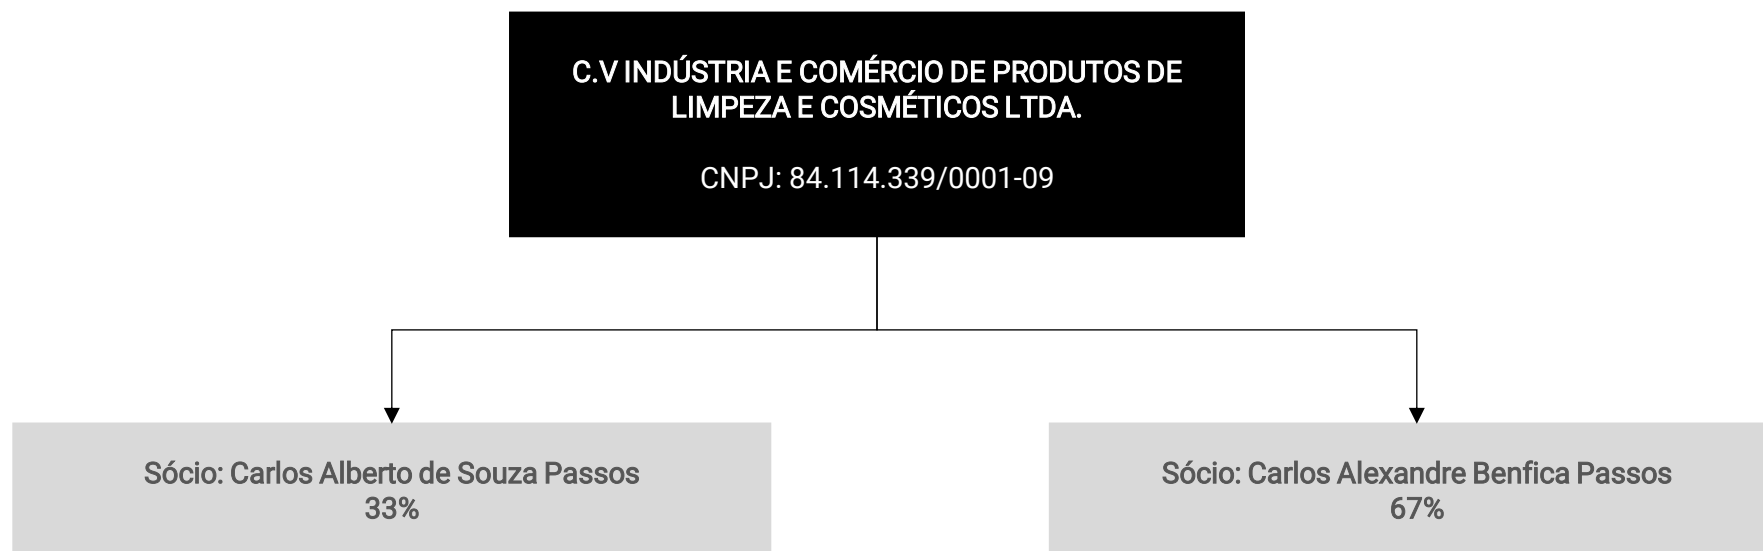 C.V INDÚSTRIA E COMÉRCIO DE PRODUTOS DE
LIMPEZA E COSMÉTICOS LTDA.
CNPJ: 84.114.339/0001-09
Sócio: Carlos Alberto de Souza Passos
33%
Sócio: Carlos Alexandre Benfica Passos
67%